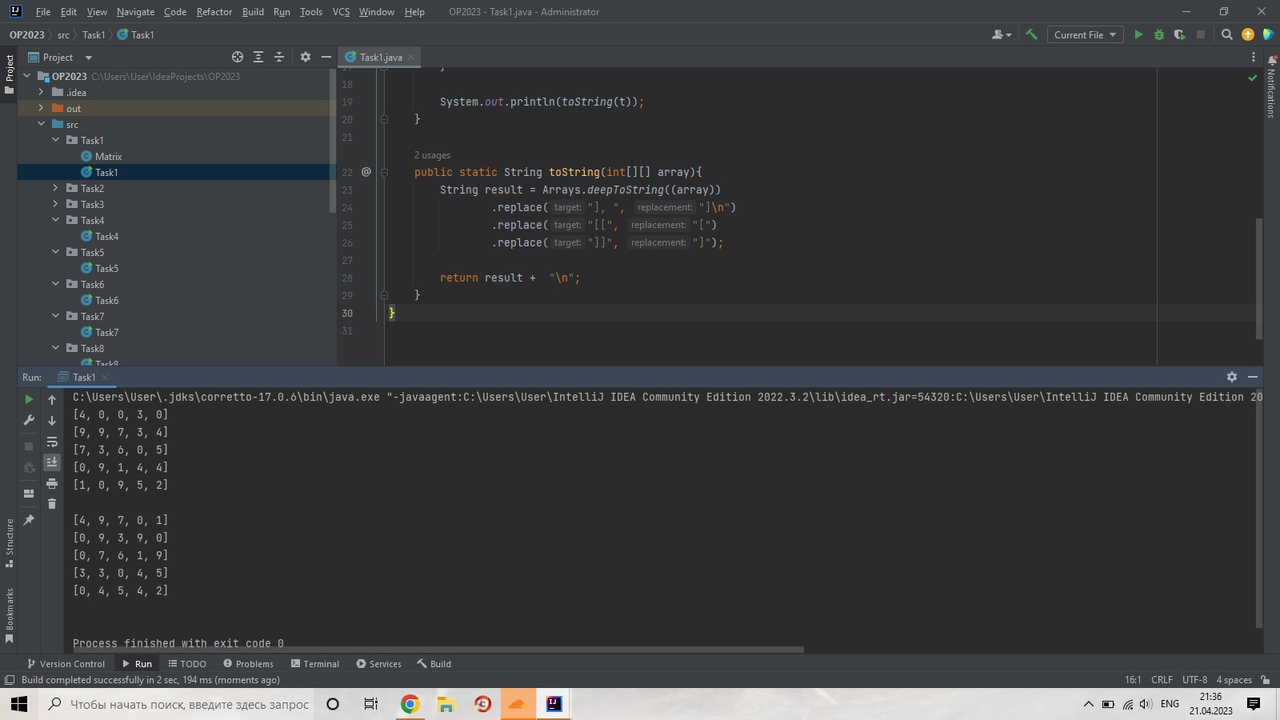 File Edit View Navigate Code Refactor Build Run Tools VCS Window Help OP2023 - Task1.java - Administrator
OP2023 src Task1 Task1 Current File
Project Task1.java
Project
OP2023 C:\Users\User\IdeaProjects\OP2023
.idea
out
src
Task1
Matrix
Task1
Task2
Task3
Task4
Task4
Task5
Task5
Task6
Task6
Task7
Task7
Task8
Task8
17 }
18
19 System.out.println(toString(t));
20 }
21
2 usages
22 @ public static String toString(int[][] array){
23 String result = Arrays.deepToString((array))
24 .replace( target: "], ", replacement: "]\n")
25 .replace( target: "[[", replacement: "[")
26 .replace( target: "]]", replacement: "]");
27
28 return result + "\n";
29 }
30 }
31
Notifications
Run: Task1
C:\Users\User\.jdks\corretto-17.0.6\bin\java.exe "-javaagent:C:\Users\User\IntelliJ IDEA Community Edition 2022.3.2\lib\idea_rt.jar=54320:C:\Users\User\IntelliJ IDEA Community Edition 20
[4, 0, 0, 3, 0]
[9, 9, 7, 3, 4]
[7, 3, 6, 0, 5]
[0, 9, 1, 4, 4]
[1, 0, 9, 5, 2]
[4, 9, 7, 0, 1]
[0, 9, 3, 9, 0]
[0, 7, 6, 1, 9]
[3, 3, 0, 4, 5]
[0, 4, 5, 4, 2]
Process finished with exit code 0
Structure
Bookmarks
Version Control Run TODO Problems Terminal Services Build
Build completed successfully in 2 sec, 194 ms (moments ago) 16:1 CRLF UTF-8 4 spaces
Чтобы начать поиск, введите здесь запрос ENG 21:36
21.04.2023